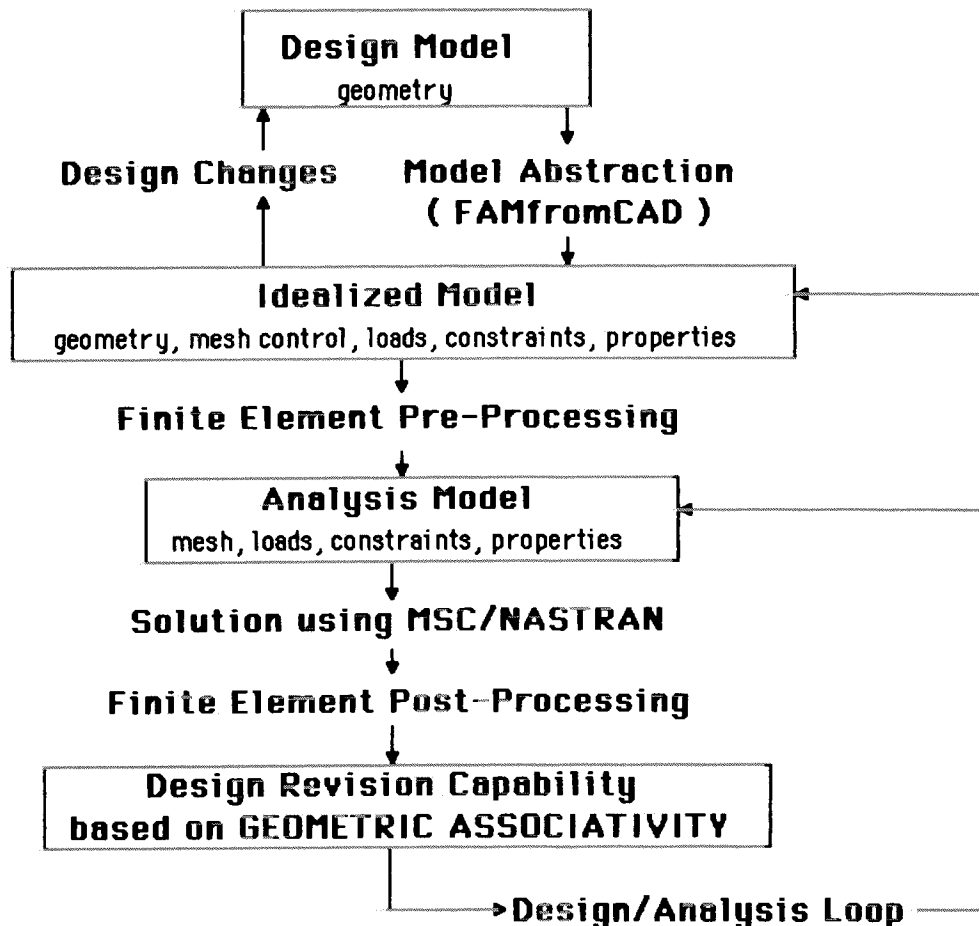 Design Model
geometry
Design Changes
Model Abstraction
( FAMfromCAD )
Idealized Model
geometry, mesh control, loads, constraints, properties
Finite Element Pre-Processing
Analysis Model
mesh, loads, constraints, properties
Solution using MSC/NASTRAN
Finite Element Post-Processing
Design Revision Capability
based on GEOMETRIC ASSOCIATIVITY
Design/Analysis Loop